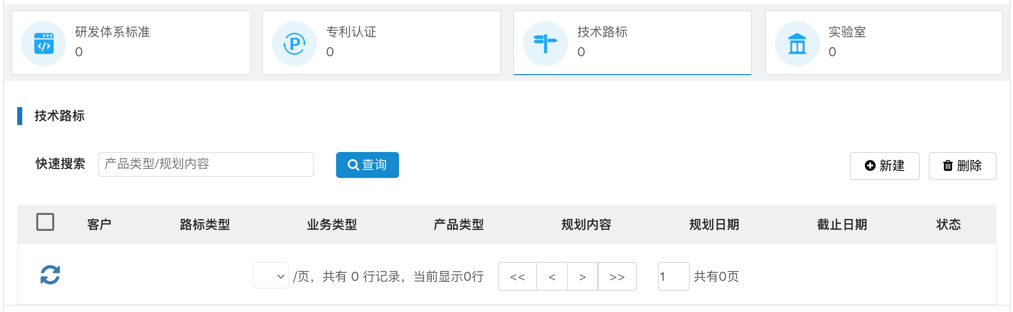 研发体系标准
0
专利认证
0
技术路标
0
实验室
0
技术路标
快速搜索 产品类型/规划内容 查询 新建 删除
客户 路标类型 业务类型 产品类型 规划内容 规划日期 截止日期 状态
/页，共有 0 行记录，当前显示0行 << < > >> 1 共有0页